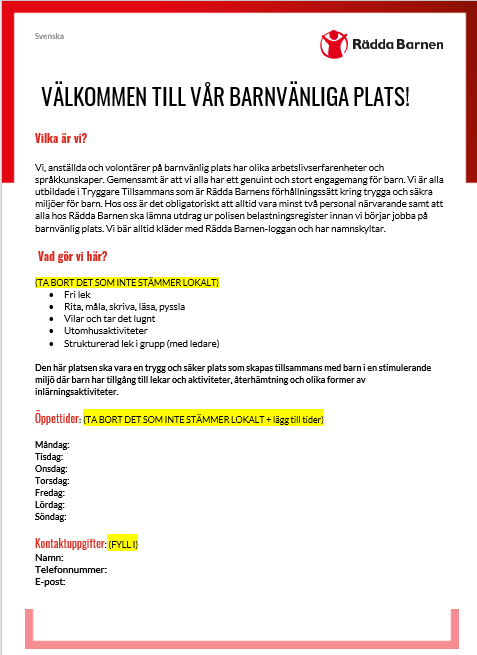 Svenska
Rädda Barnen
VÄLKOMMEN TILL VÅR BARNVÄNLIGA PLATS!
Vilka är vi?
Vi, anställda och volontärer på barnvänlig plats har olika arbetslivserfarenheter och
språkkunskaper. Gemensamt är att vi alla har ett genuint och stort engagemang för barn. Vi är alla
utbildade i Tryggare Tillsammans som är Rädda Barnens förhållningssätt kring trygga och säkra
miljöer för barn. Hos oss är det obligatoriskt att alltid vara minst två personal närvarande samt att
alla hos Rädda Barnen ska lämna utdrag ur polisen belastningsregister innan vi börjar jobba på
barnvänlig plats. Vi bär alltid kläder med Rädda Barnen-loggan och har namnskyltar.
Vad gör vi här?
(TA BORT DET SOM INTE STÄMMER LOKALT)
• Fri lek
• Rita, måla, skriva, läsa, pyssla
• Vilar och tar det lugnt
• Utomhusaktiviteter
• Strukturerad lek i grupp (med ledare)
Den här platsen ska vara en trygg och säker plats som skapas tillsammans med barn i en stimulerande
miljö där barn har tillgång till lekar och aktiviteter, återhämtning och olika former av
inlärningsaktiviteter.
Öppettider: (TA BORT DET SOM INTE STÄMMER LOKALT + lägg till tider)
Måndag:
Tisdag:
Onsdag:
Torsdag:
Fredag:
Lördag:
Söndag:
Kontaktuppgifter: (FYLL I)
Namn:
Telefonnummer:
E-post: